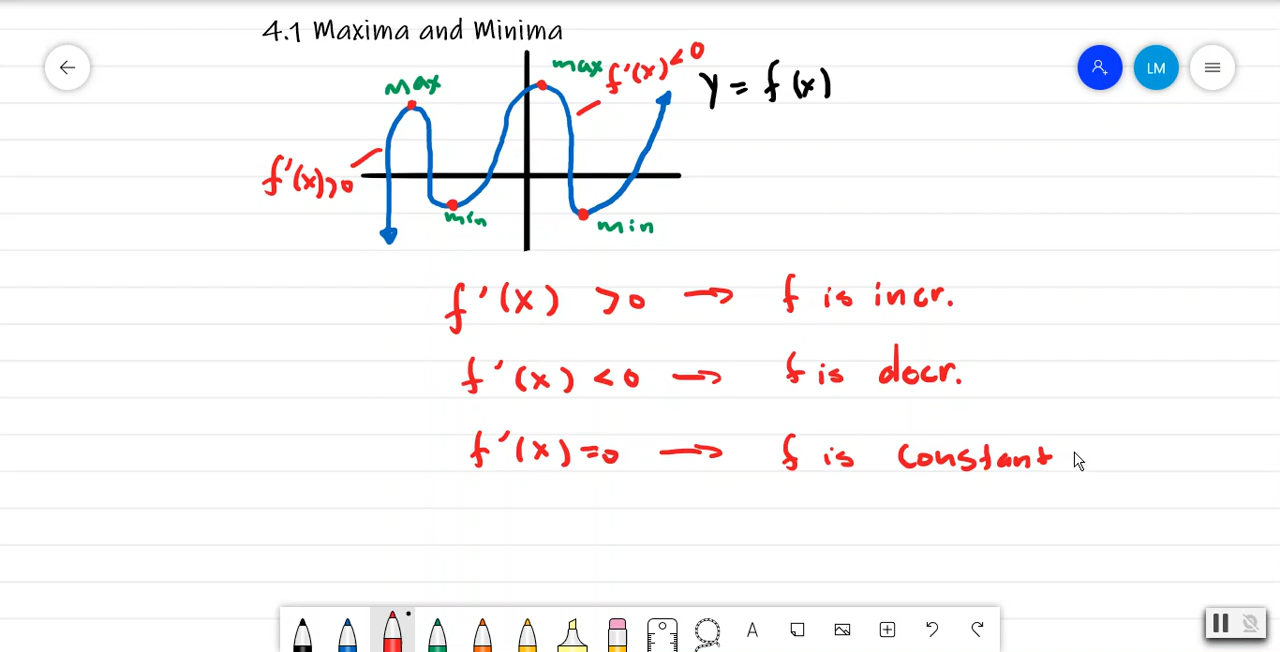 4.1 Maxima and Minima
max
max f'(x) < 0
y = f(x)
LM
f'(x) > 0
min
min
f'(x) > 0 → f is incr.
f'(x) < 0 → f is decr.
f'(x) = 0 → f is constant
A